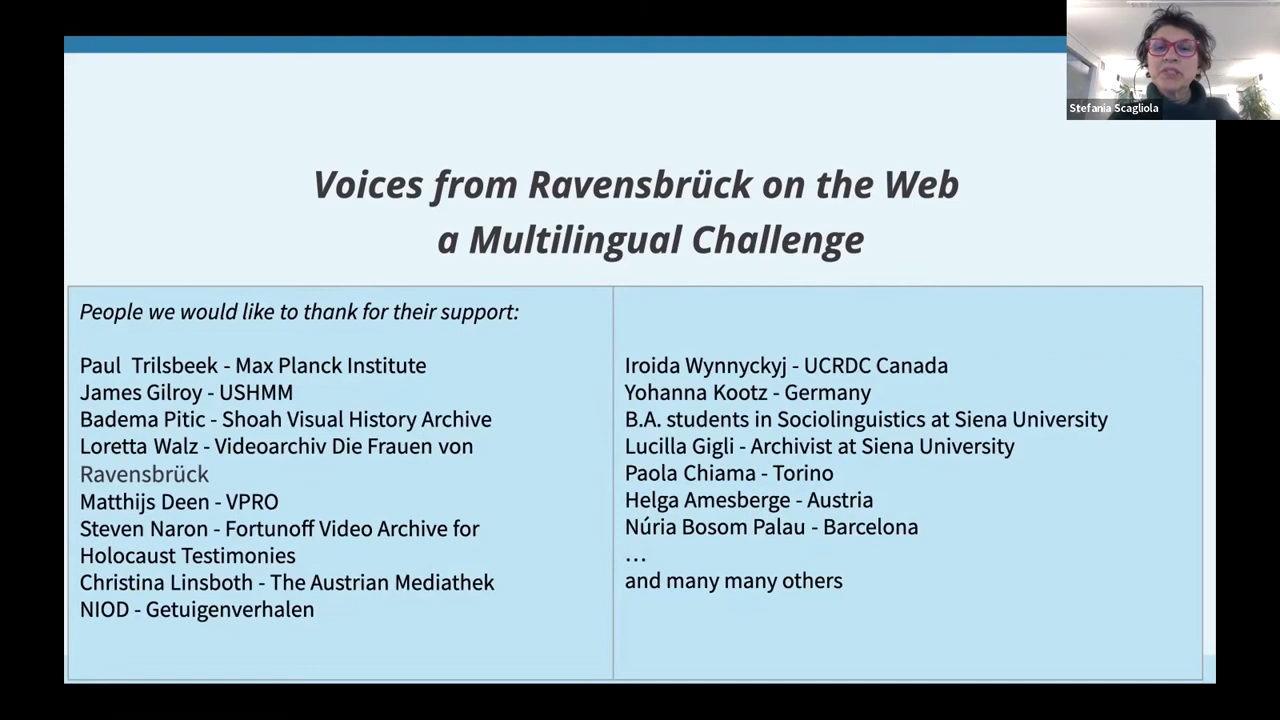 Stefania Scagliola
Voices from Ravensbrück on the Web
a Multilingual Challenge
People we would like to thank for their support:
Paul  Trilsbeek - Max Planck Institute
James Gilroy - USHMM
Badema Pitic - Shoah Visual History Archive
Loretta Walz - Videoarchiv Die Frauen von
Ravensbrück
Matthijs Deen - VPRO
Steven Naron - Fortunoff Video Archive for
Holocaust Testimonies
Christina Linsboth - The Austrian Mediathek
NIOD - Getuigenverhalen
Iroida Wynnyckyj - UCRDC Canada
Yohanna Kootz - Germany
B.A. students in Sociolinguistics at Siena University
Lucilla Gigli - Archivist at Siena University
Paola Chiama - Torino
Helga Amesberge - Austria
Núria Bosom Palau - Barcelona
…
and many many others